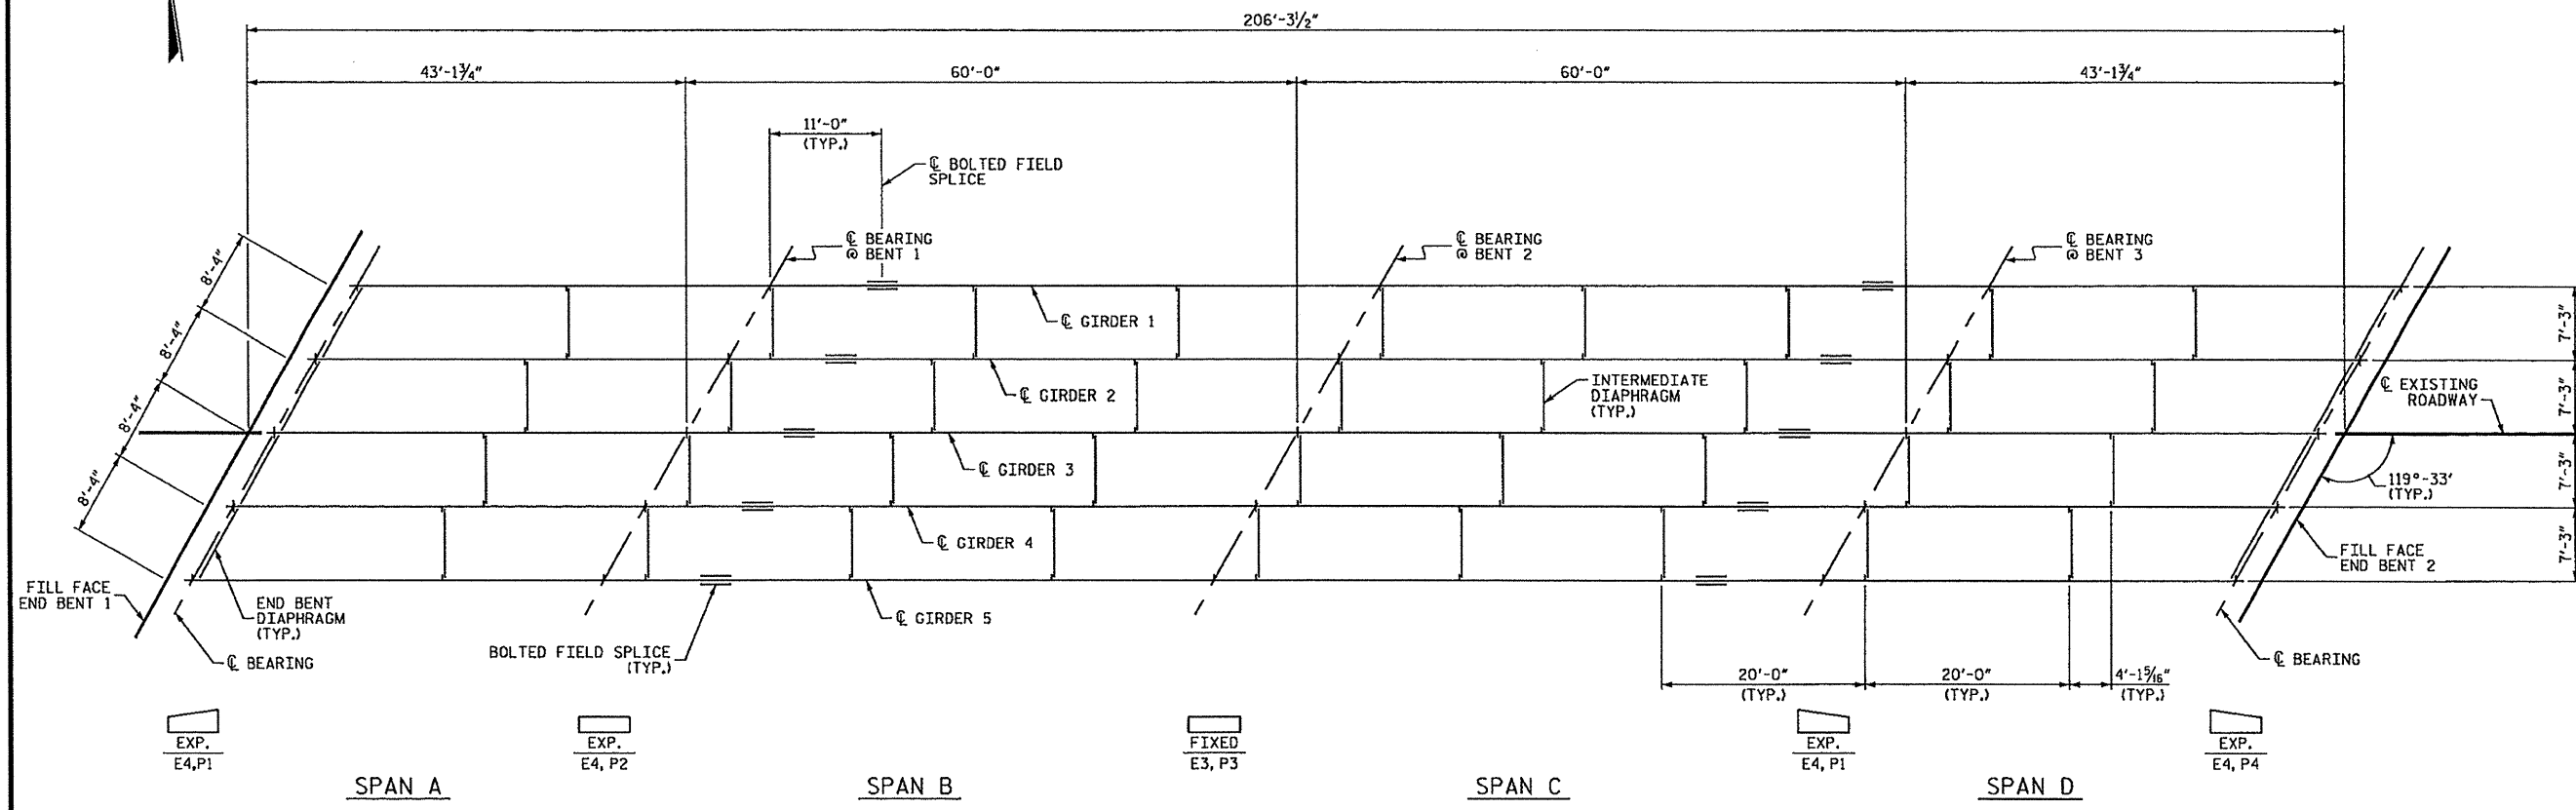 206'-3½"
43'-1¾"
60'-0"
60'-0"
43'-1¾"
11'-0"
(TYP.)
℄ BOLTED FIELD
SPLICE
℄ BEARING
@ BENT 1
℄ BEARING
@ BENT 2
℄ BEARING
@ BENT 3
8'-4"
8'-4"
8'-4"
8'-4"
℄ GIRDER 1
℄ GIRDER 2
℄ GIRDER 3
℄ GIRDER 4
℄ GIRDER 5
INTERMEDIATE
DIAPHRAGM
(TYP.)
℄ EXISTING
ROADWAY
7'-3"
7'-3"
7'-3"
7'-3"
119°-33'
(TYP.)
FILL FACE
END BENT 1
END BENT
DIAPHRAGM
(TYP.)
℄ BEARING
BOLTED FIELD SPLICE
(TYP.)
FILL FACE
END BENT 2
℄ BEARING
20'-0"
(TYP.)
20'-0"
(TYP.)
4'-1⁵⁄₁₆"
(TYP.)
EXP.
E4,P1
EXP.
E4, P2
FIXED
E3, P3
EXP.
E4, P1
EXP.
E4, P4
SPAN A
SPAN B
SPAN C
SPAN D